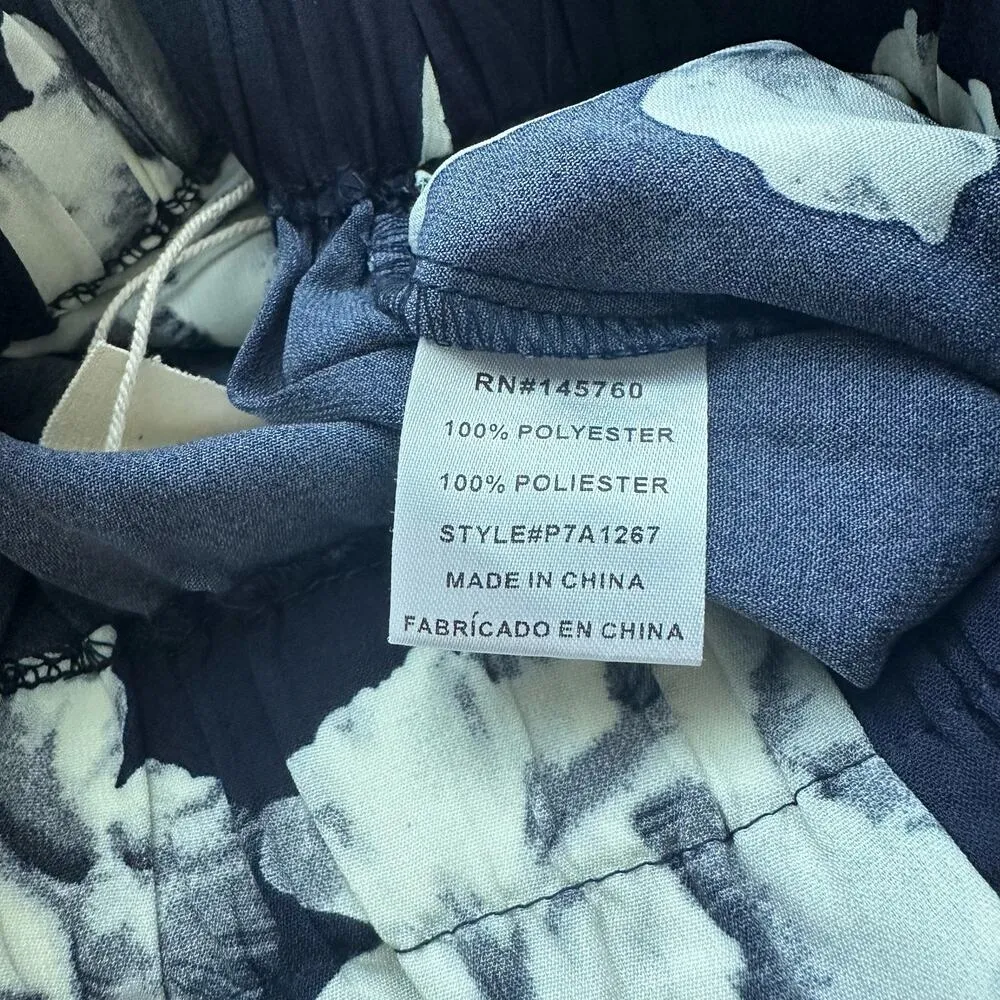 RN#145760
100% POLYESTER
100% POLIESTER
STYLE#P7A1267
MADE IN CHINA
FABRÍCADO EN CHINA